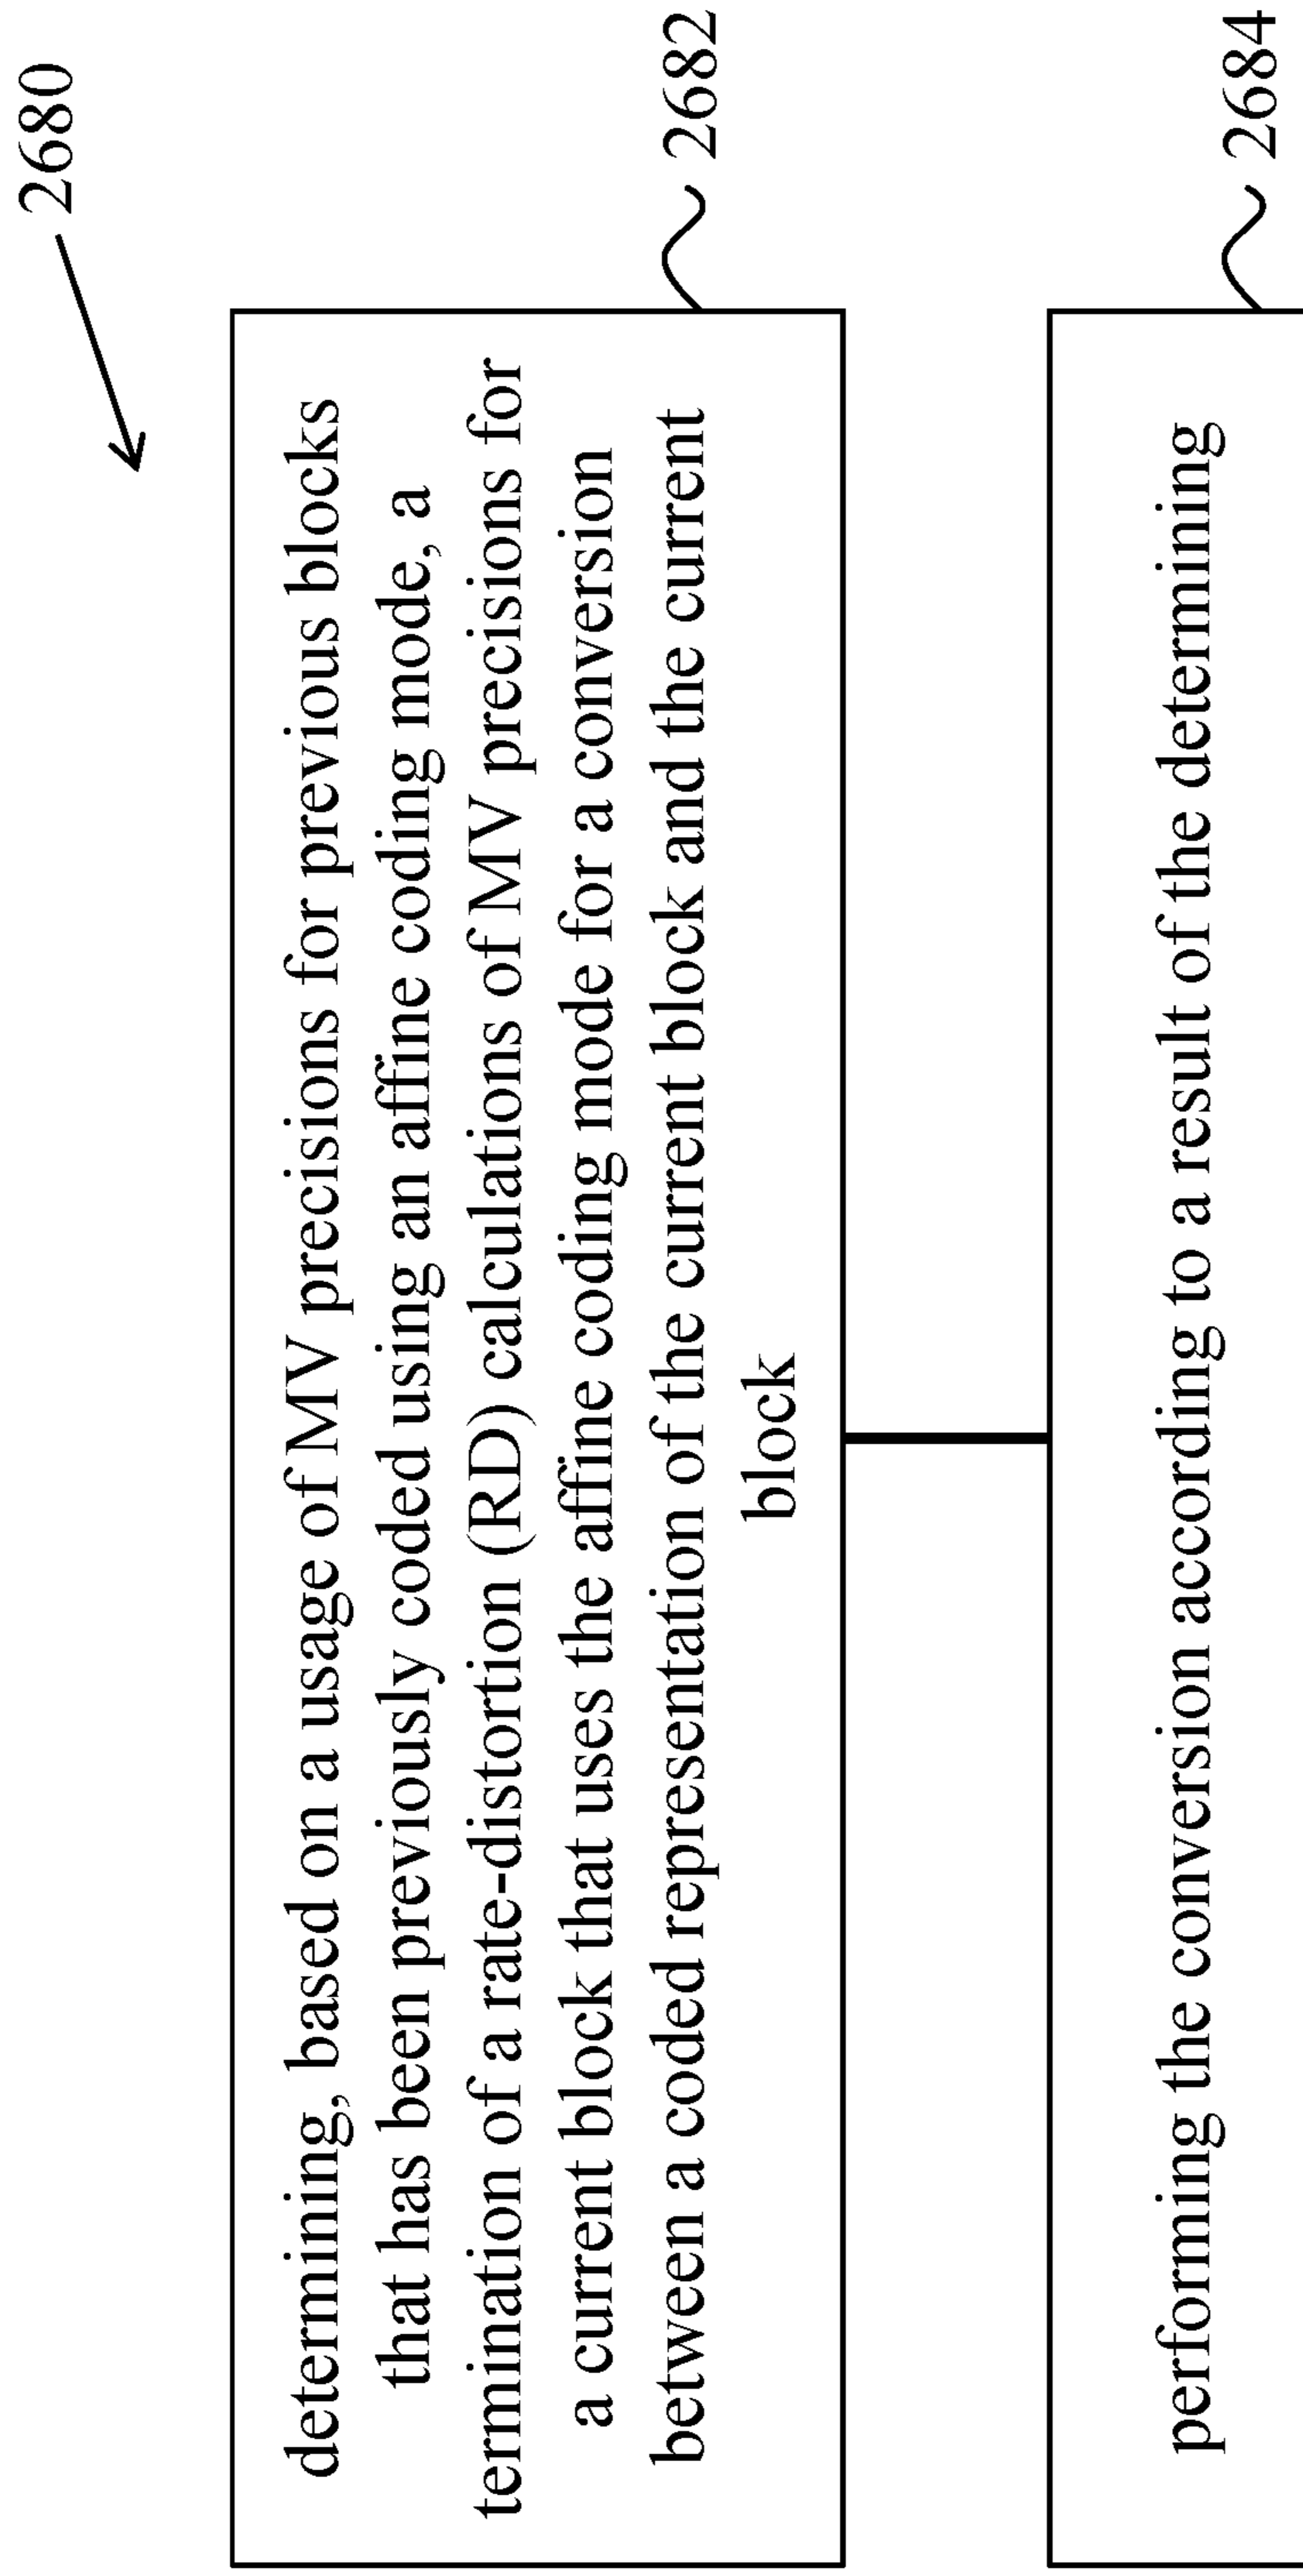 2680
determining, based on a usage of MV precisions for previous blocks
that has been previously coded using an affine coding mode, a
termination of a rate-distortion (RD) calculations of MV precisions for
a current block that uses the affine coding mode for a conversion
between a coded representation of the current block and the current
block
2682
performing the conversion according to a result of the determining
2684